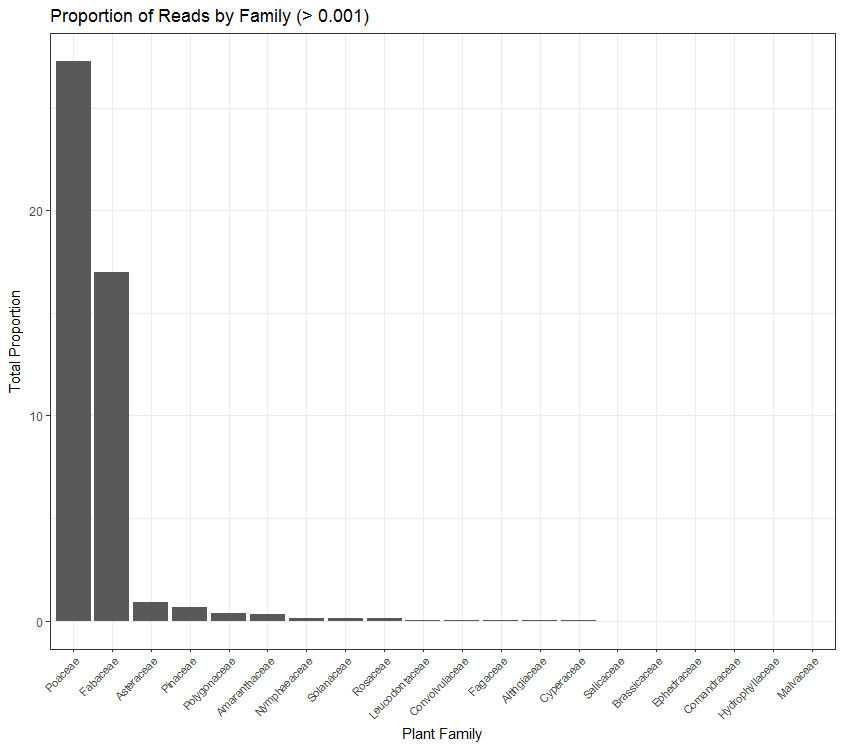 Proportion of Reads by Family (> 0.001)
Total Proportion
20
10
0
Poaceae
Fabaceae
Asteraceae
Pinaceae
Polygonaceae
Amaranthaceae
Nymphaeaceae
Solanaceae
Rosaceae
Leucodontaceae
Convolvulaceae
Fagaceae
Altingiaceae
Cyperaceae
Salicaceae
Brassicaceae
Ephedraceae
Comandraceae
Hydrophyllaceae
Malvaceae
Plant Family